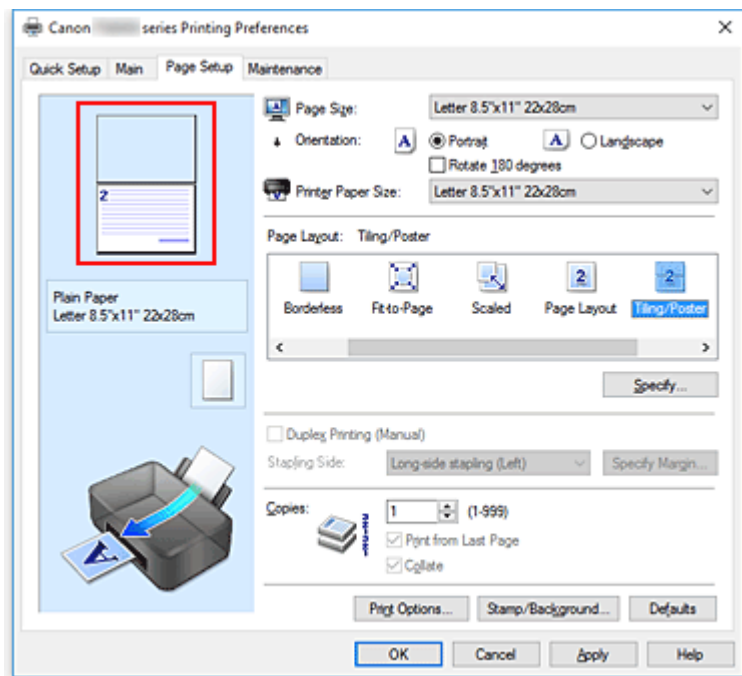 Canon series Printing Preferences
Quick Setup Main Page Setup Maintenance
2
Plain Paper
Letter 8.5"x11" 22x28cm
Page Size: Letter 8.5"x11" 22x28cm
Orientation: A Portrait A Landscape
Rotate 180 degrees
Printer Paper Size: Letter 8.5"x11" 22x28cm
Page Layout: Tiling/Poster
2 2
Borderless Fit-to-Page Scaled Page Layout Tiling/Poster
Specify...
Duplex Printing (Manual)
Stapling Side: Long-side stapling (Left) Specify Margin...
Copies: 1 (1-999)
Print from Last Page
Collate
A
Print Options... Stamp/Background... Defaults
OK Cancel Apply Help